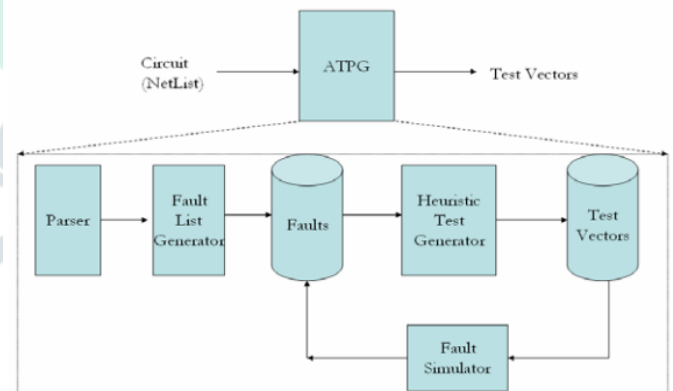 Circuit
(NetList)
ATPG
Test Vectors
Parser
Fault
List
Generator
Faults
Heuristic
Test
Generator
Test
Vectors
Fault
Simulator